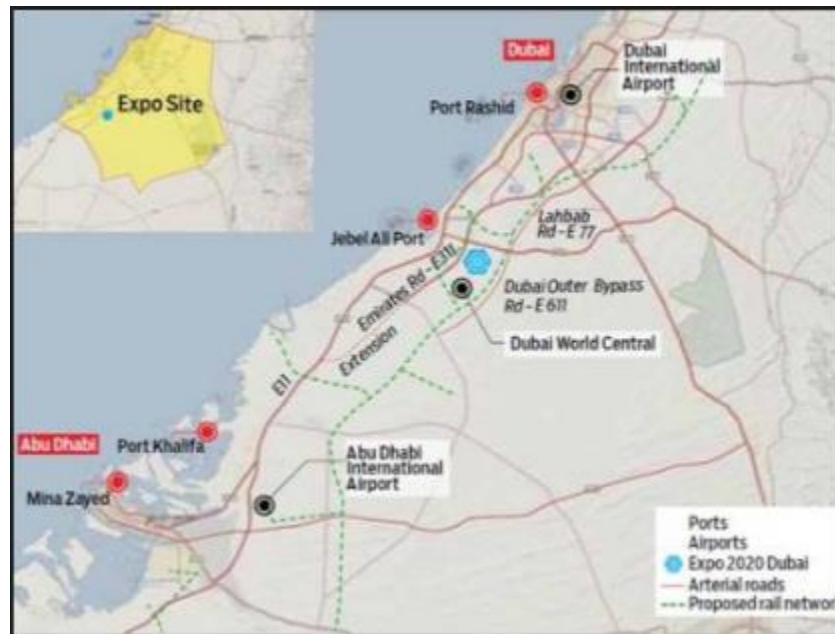 Expo Site
Dubai
Dubai
International
Airport
Port Rashid
Jebel Ali Port
Lahbab
Rd - E 77
Emirates Rd - E311
Extension
Dubai Outer Bypass
Rd - E 611
Dubai World Central
E11
Abu Dhabi
Port Khalifa
Mina Zayed
Abu Dhabi
International
Airport
Ports
Airports
Expo 2020 Dubai
Arterial roads
Proposed rail network